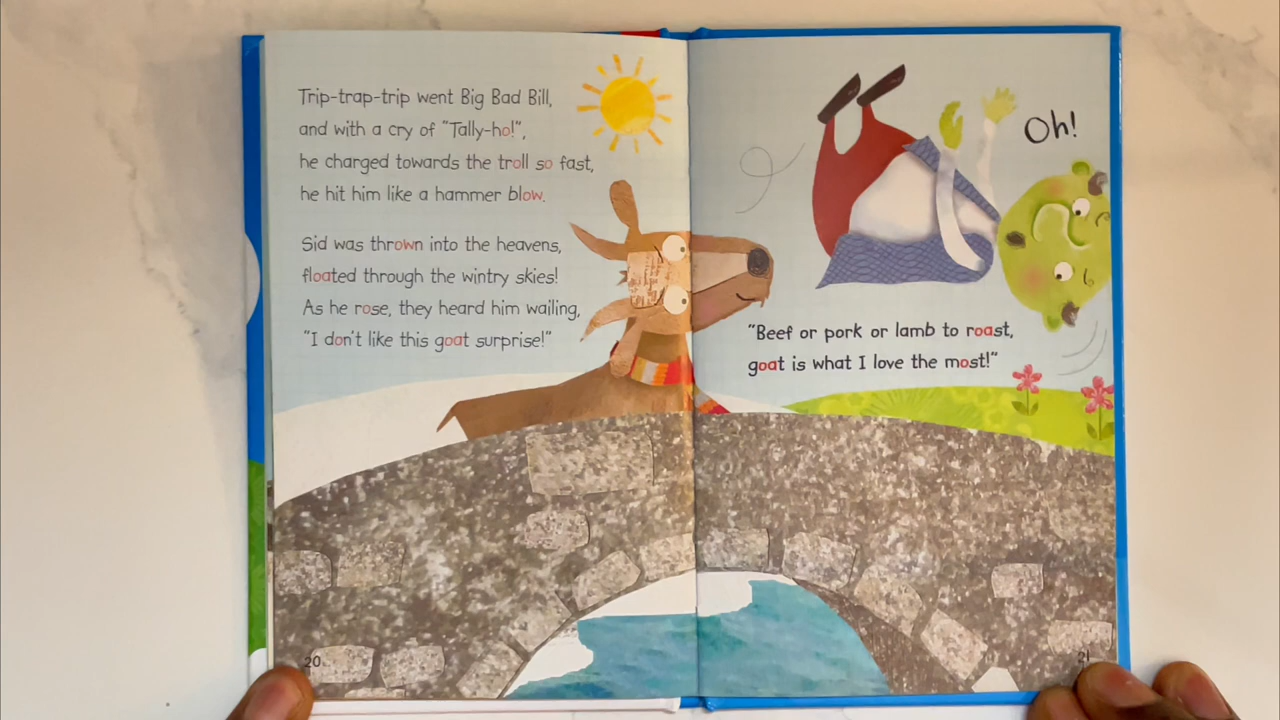 Trip-trap-trip went Big Bad Bill,
and with a cry of "Tally-ho!",
he charged towards the troll so fast,
he hit him like a hammer blow.
Sid was thrown into the heavens,
floated through the wintry skies!
As he rose, they heard him wailing,
"I don't like this goat surprise!"
20
Oh!
"Beef or pork or lamb to roast,
goat is what I love the most!"
21